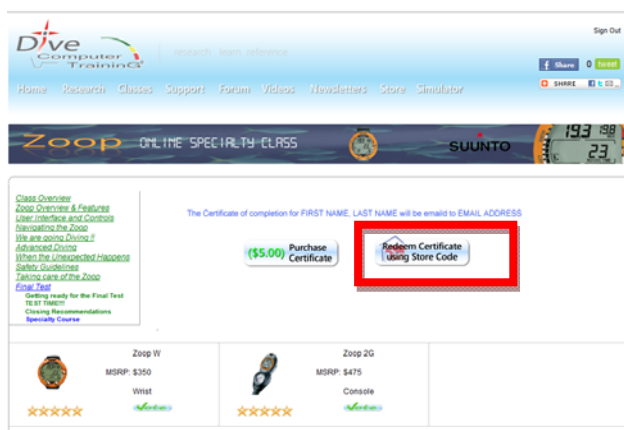 Dive
Computer
TraininG
research learn reference
Sign Out
Share 0 tweet
SHARE
Home Research Classes Support Forum Videos Newsletters Store Simulator
Zoop ONLINE SPECIALTY CLASS SUUNTO
Class Overview
Zoop Overview & Features
User Interface and Controls
Navigating the Zoop
We are going Diving !!
Advanced Diving
When the Unexpected Happens
Safety Guidelines
Taking care of the Zoop
Final Test
Getting ready for the Final Test
TEST TIME!!!
Closing Recommendations
Specialty Course
The Certificate of completion for FIRST NAME, LAST NAME will be emaild to EMAIL ADDRESS
($5.00) Purchase
Certificate
Redeem Certificate
using Store Code
Zoop W
MSRP: $350
Wrist
Vote
Zoop 2G
MSRP: $475
Console
Vote